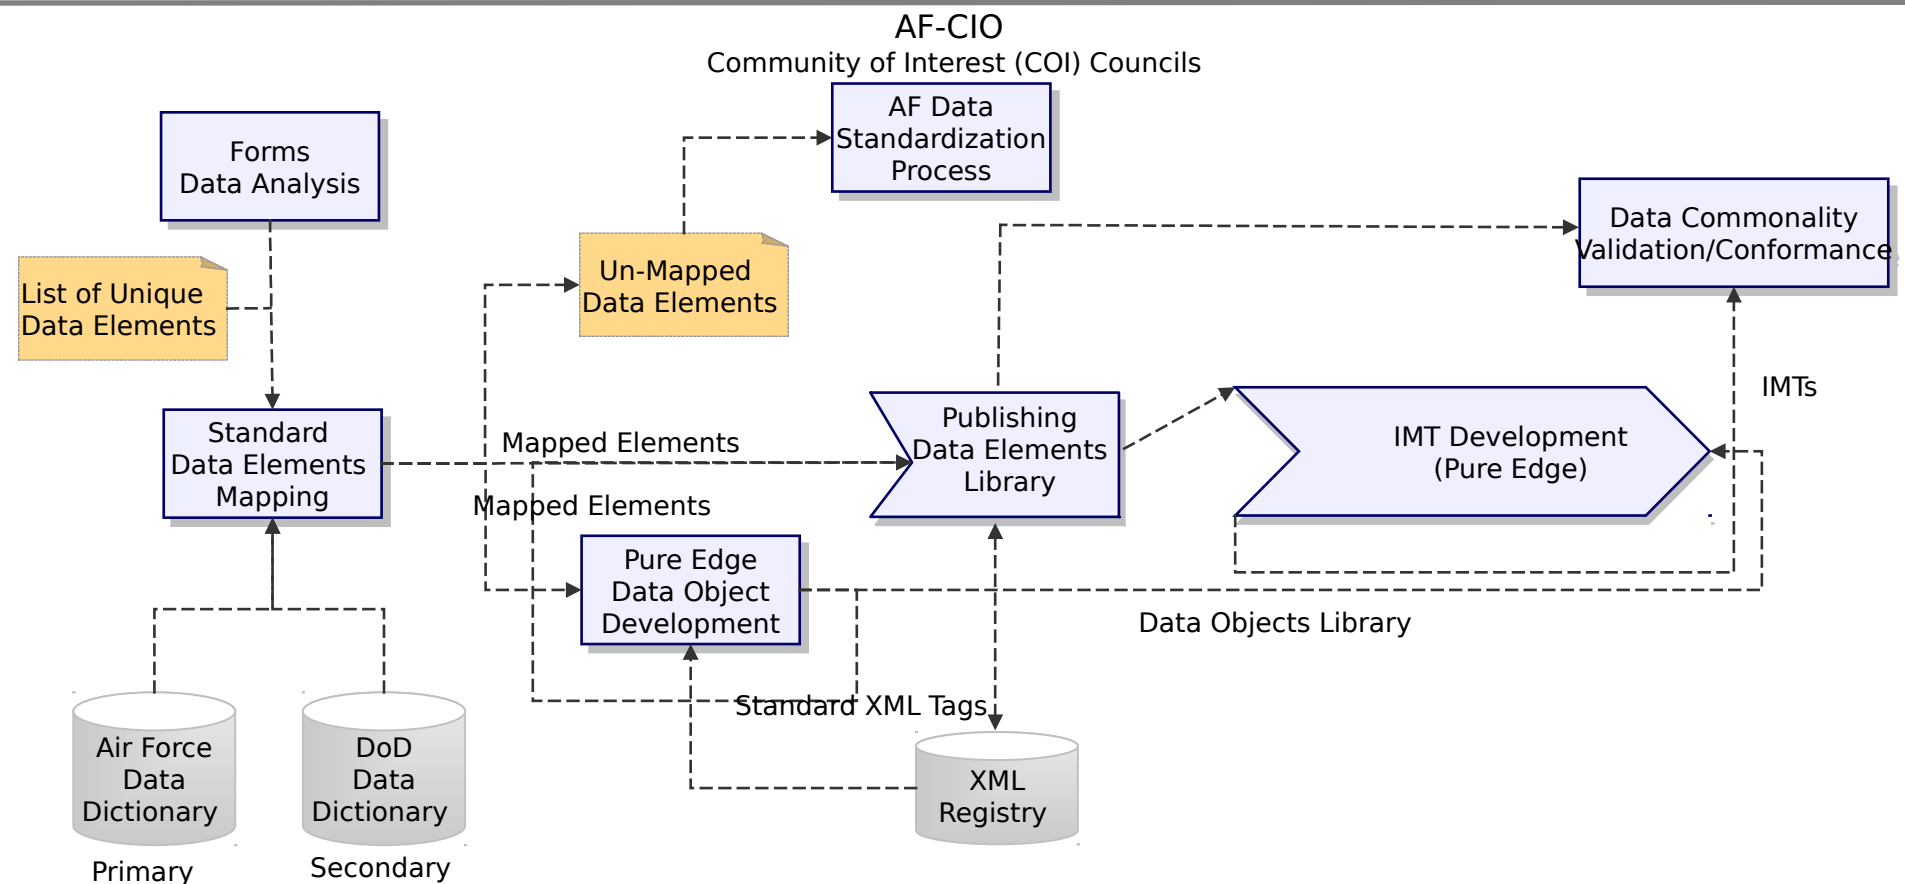 AF-CIO
Community of Interest (COI) Councils
AF Data
Standardization
Process
Forms
Data Analysis
Data Commonality
Validation/Conformance
List of Unique
Data Elements
Un-Mapped
Data Elements
IMTs
Standard
Data Elements
Mapping
Mapped Elements
Publishing
Data Elements
Library
IMT Development
(Pure Edge)
Mapped Elements
Pure Edge
Data Object
Development
Data Objects Library
Standard XML Tags
Air Force
Data
Dictionary
DoD
Data
Dictionary
XML
Registry
Primary
Secondary